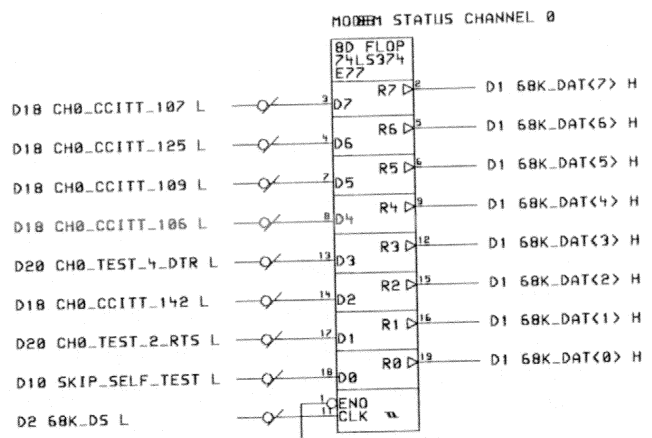 MODEM STATUS CHANNEL 0
8D FLOP
74LS374
E77
D18 CH0_CCITT_107 L 3 D7 R7 2 D1 68K_DAT<7> H
D18 CH0_CCITT_125 L 4 D6 R6 5 D1 68K_DAT<6> H
D18 CH0_CCITT_109 L 7 D5 R5 6 D1 68K_DAT<5> H
D18 CH0_CCITT_106 L 8 D4 R4 9 D1 68K_DAT<4> H
D20 CH0_TEST_4_DTR L 13 D3 R3 12 D1 68K_DAT<3> H
D18 CH0_CCITT_142 L 14 D2 R2 15 D1 68K_DAT<2> H
D20 CH0_TEST_2_RTS L 17 D1 R1 16 D1 68K_DAT<1> H
D10 SKIP_SELF_TEST L 18 D0 R0 19 D1 68K_DAT<0> H
1 ENO
D2 68K_DS L 11 CLK